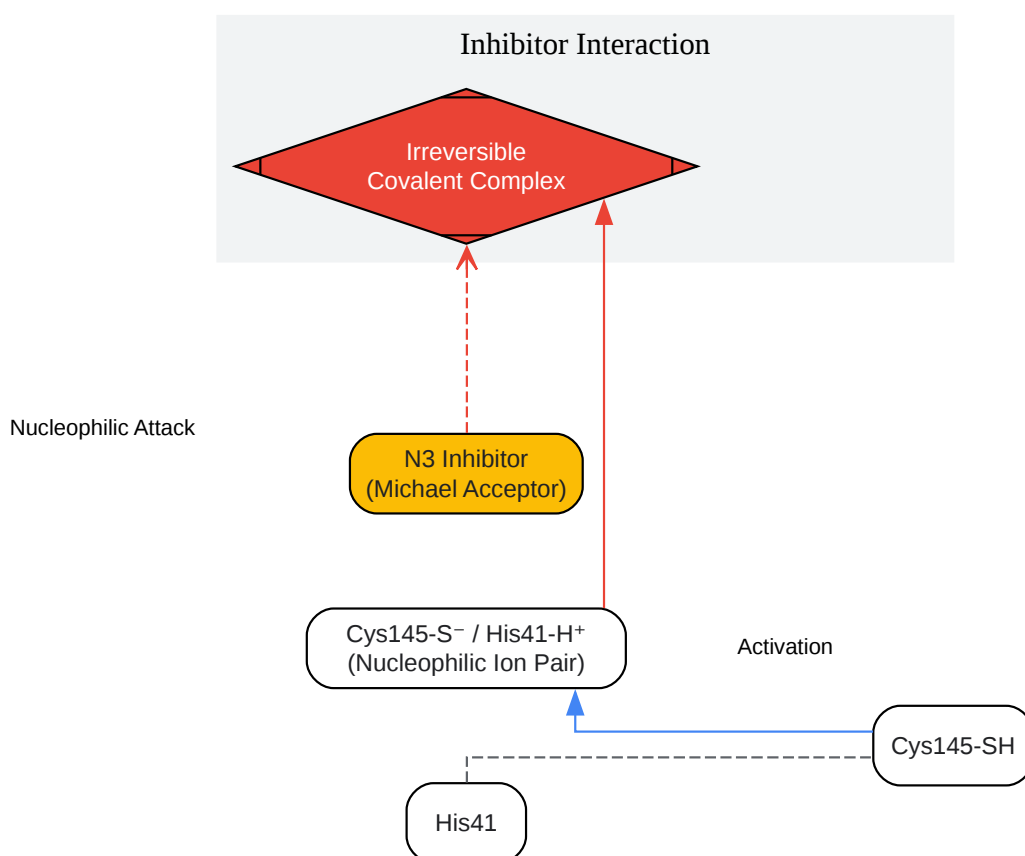 Inhibitor Interaction
Irreversible
Covalent Complex
Nucleophilic Attack
N3 Inhibitor
(Michael Acceptor)
Cys145-S⁻ / His41-H⁺
(Nucleophilic Ion Pair)
Activation
Cys145-SH
His41